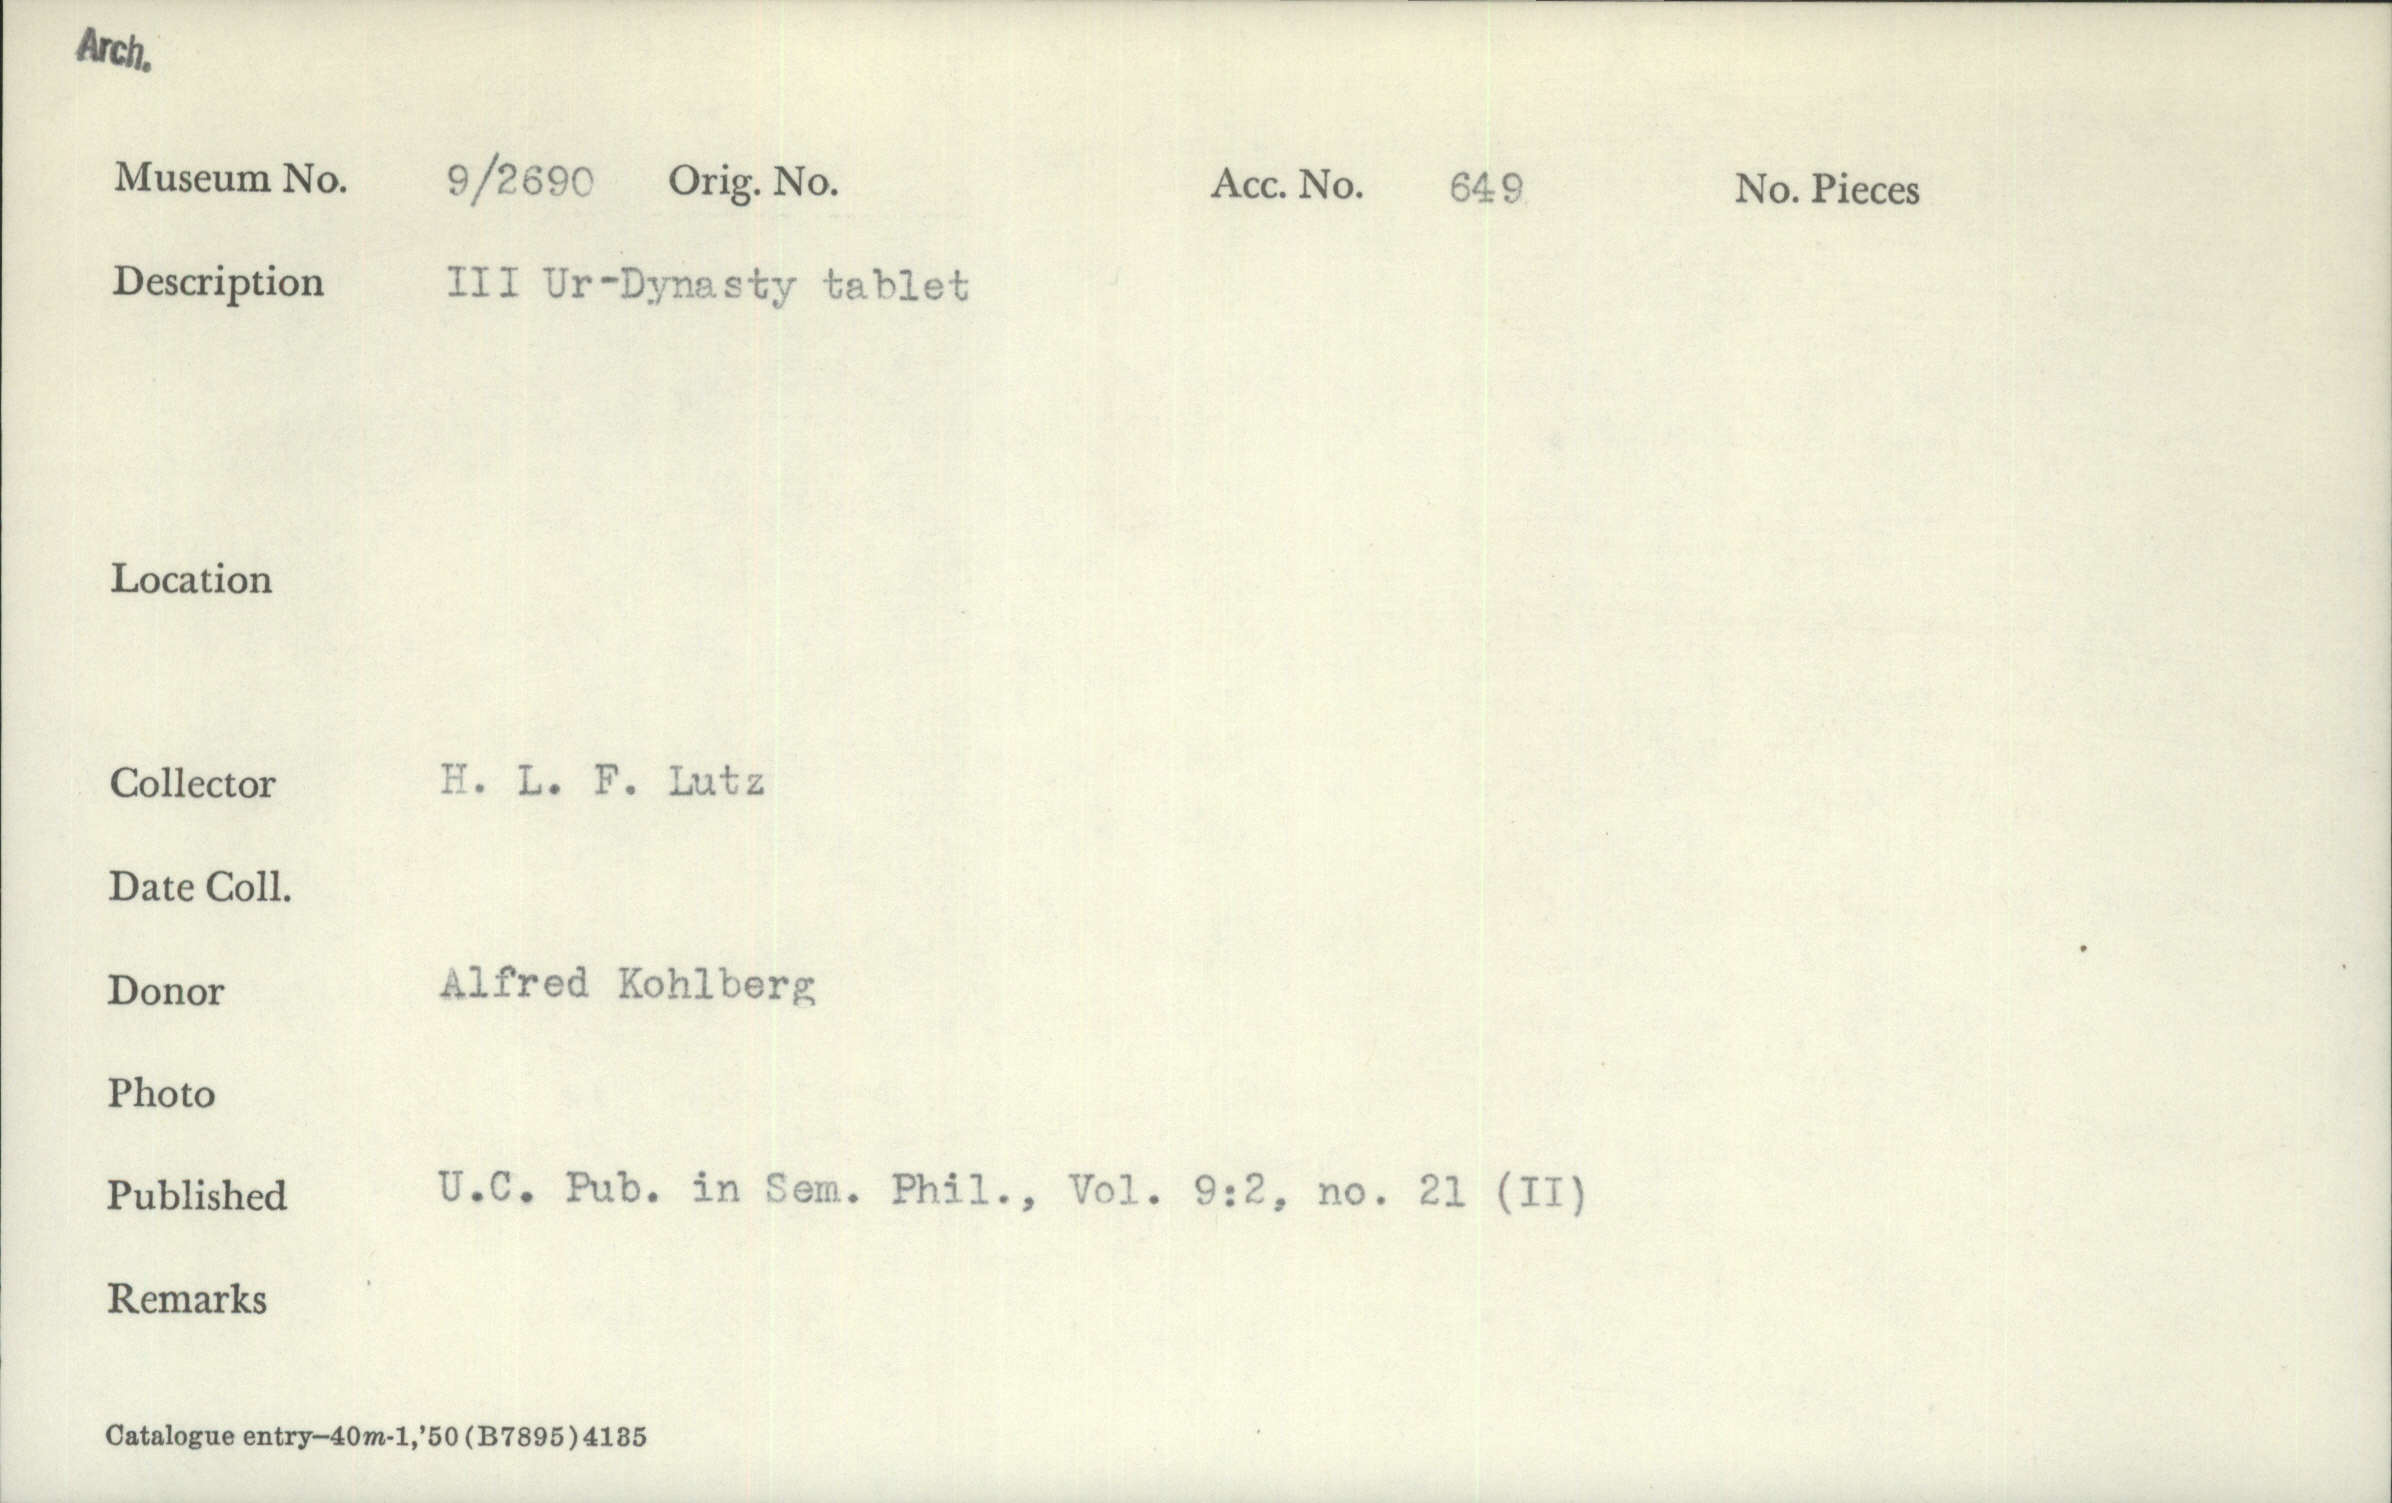 Arch.
Museum No. 9/2690 Orig. No. Acc. No. 649 No. Pieces
Description III Ur-Dynasty tablet
Location
Collector H. L. F. Lutz
Date Coll.
Donor Alfred Kohlberg
Photo
Published U.C. Pub. in Sem. Phil., Vol. 9:2, no. 21 (II)
Remarks
Catalogue entry—40m-1,'50(B7895)4135